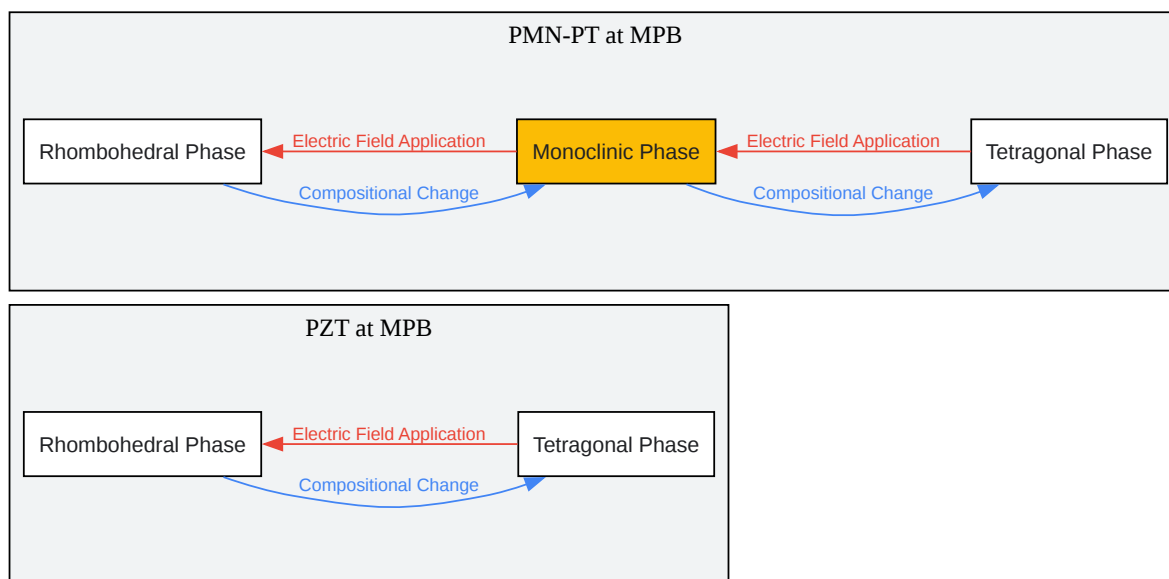 PMN-PT at MPB
Electric Field Application
Electric Field Application
Rhombohedral Phase
Monoclinic Phase
Tetragonal Phase
Compositional Change
Compositional Change
PZT at MPB
Electric Field Application
Rhombohedral Phase
Tetragonal Phase
Compositional Change